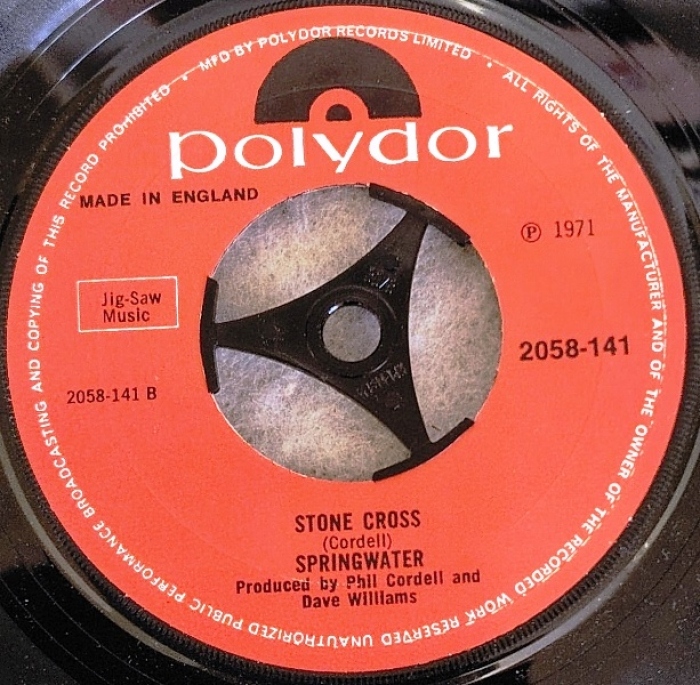 MFD BY POLYDOR RECORDS LIMITED • ALL RIGHTS OF THE MANUFACTURER AND OF THE OWNER OF THE RECORDED WORK RESERVED UNAUTHORIZED PUBLIC PERFORMANCE BROADCASTING AND COPYING OF THIS RECORD PROHIBITED •
polydor
MADE IN ENGLAND
℗ 1971
Jig-Saw
Music
2058-141
2058-141 B
STONE CROSS
(Cordell)
SPRINGWATER
Produced by Phil Cordell and
Dave Williams